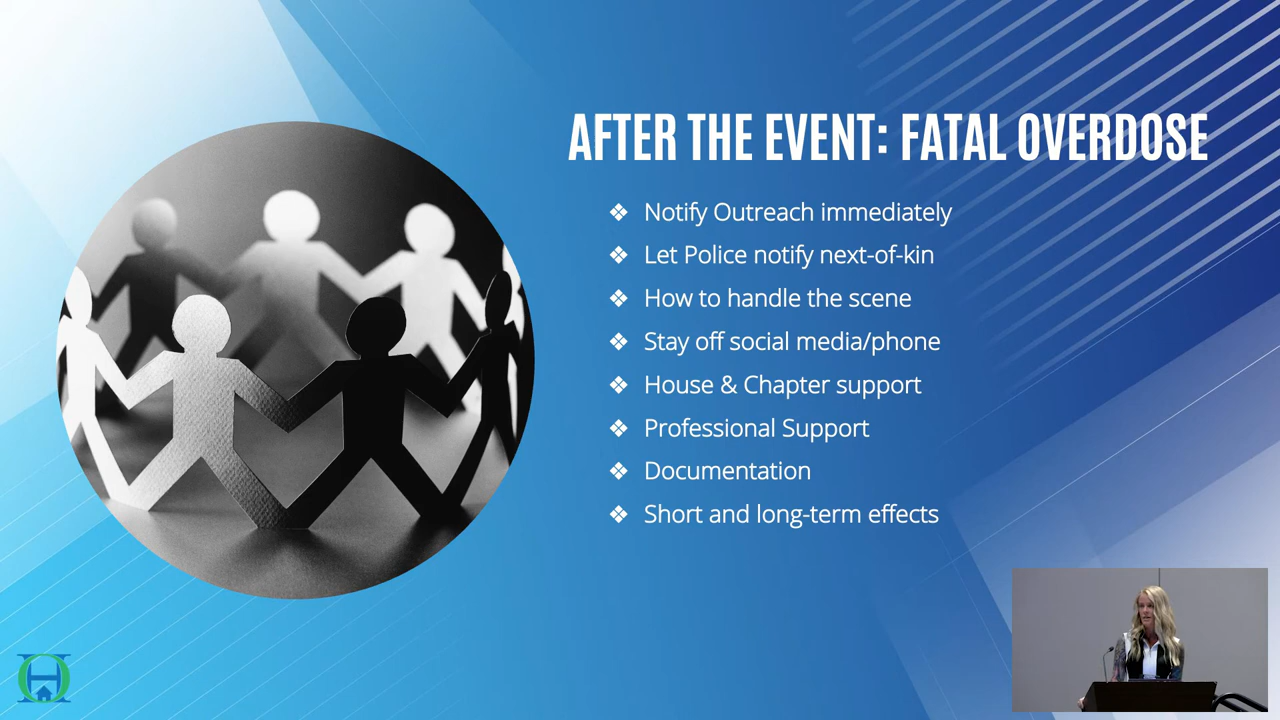 AFTER THE EVENT: FATAL OVERDOSE
❖ Notify Outreach immediately
❖ Let Police notify next-of-kin
❖ How to handle the scene
❖ Stay off social media/phone
❖ House & Chapter support
❖ Professional Support
❖ Documentation
❖ Short and long-term effects
OH